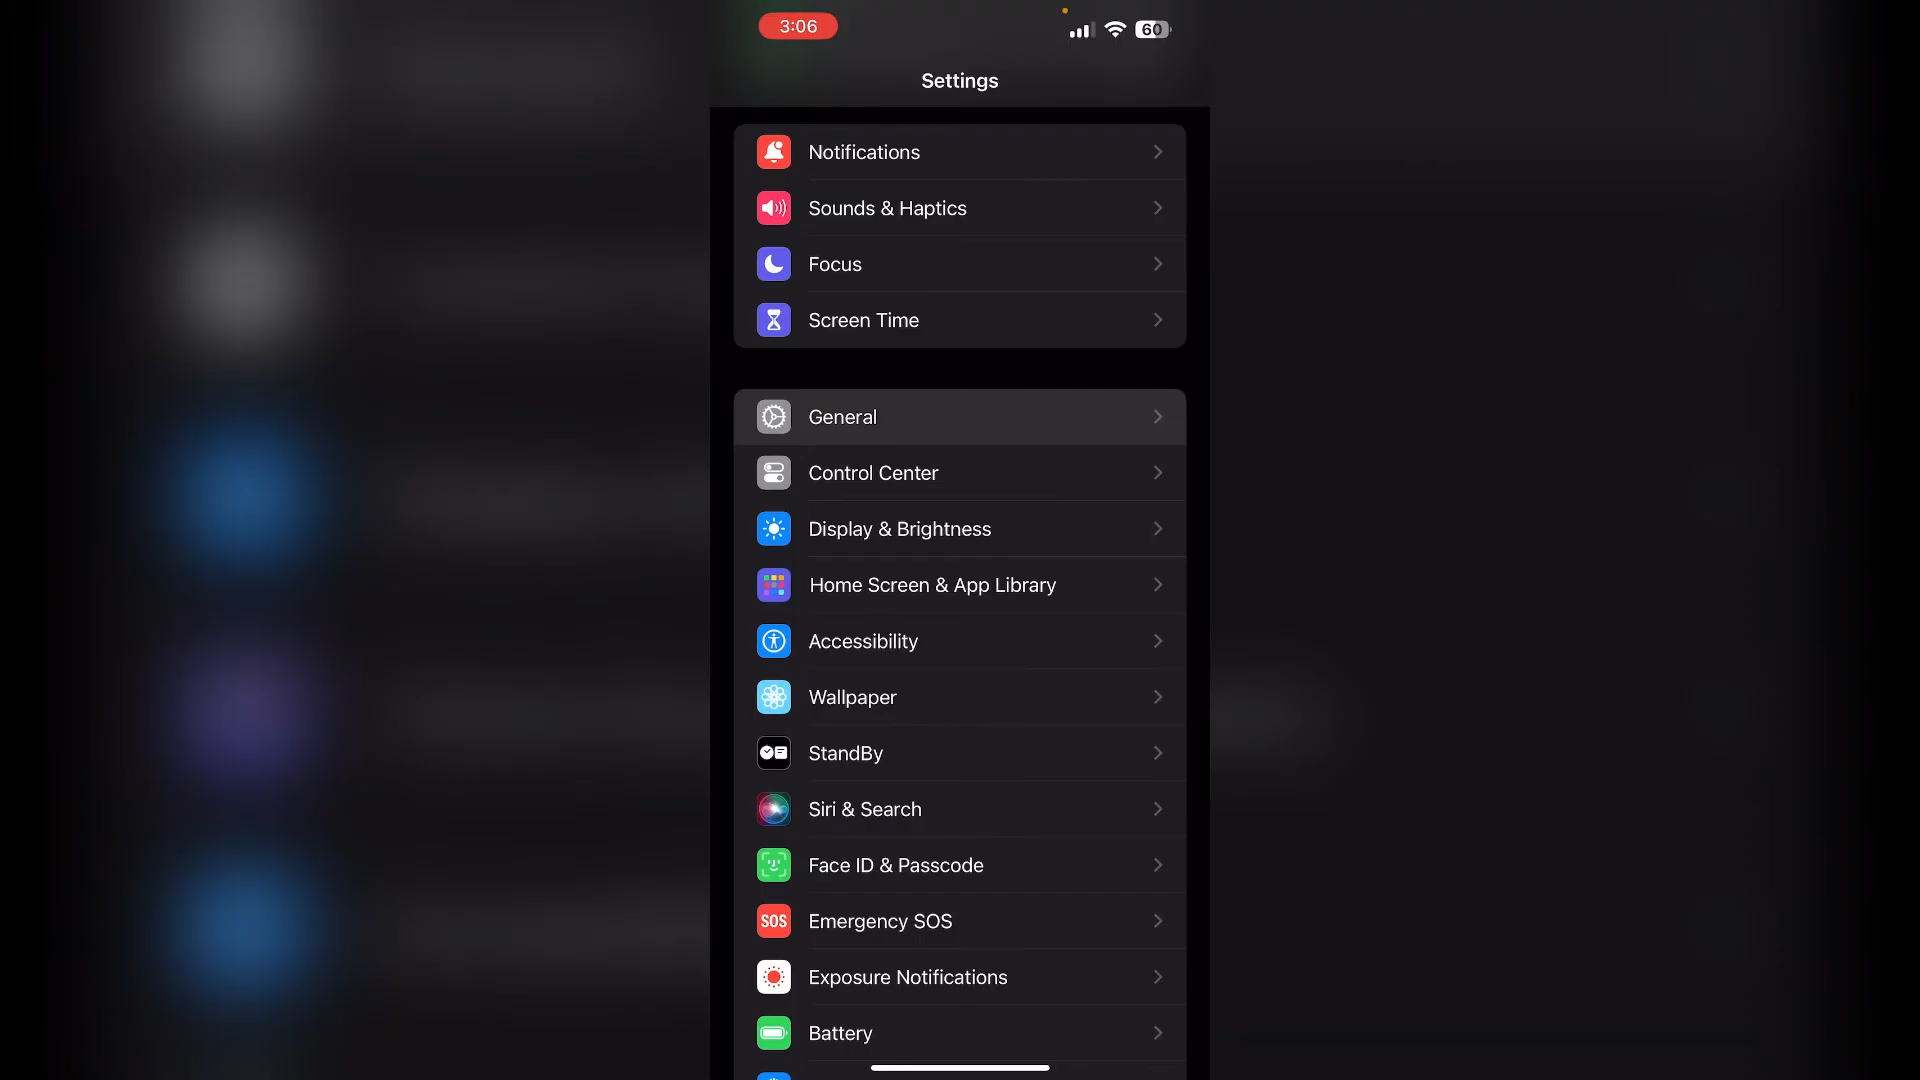 3:06
60
Settings
Notifications
Sounds & Haptics
Focus
Screen Time
General
Control Center
Display & Brightness
Home Screen & App Library
Accessibility
Wallpaper
StandBy
Siri & Search
Face ID & Passcode
SOS Emergency SOS
Exposure Notifications
Battery